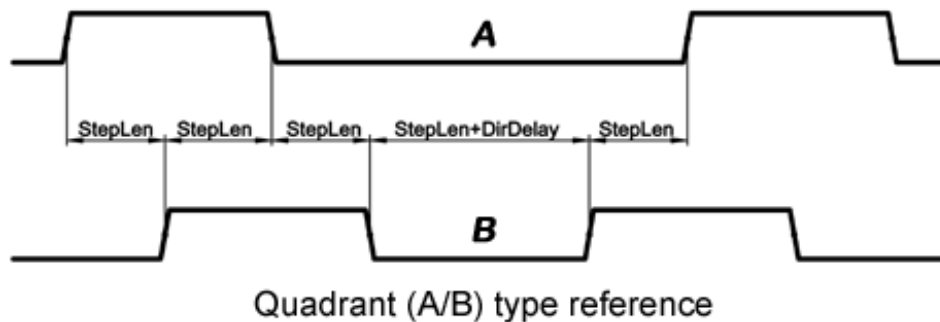 A
StepLen StepLen StepLen StepLen+DirDelay StepLen
B
Quadrant (A/B) type reference